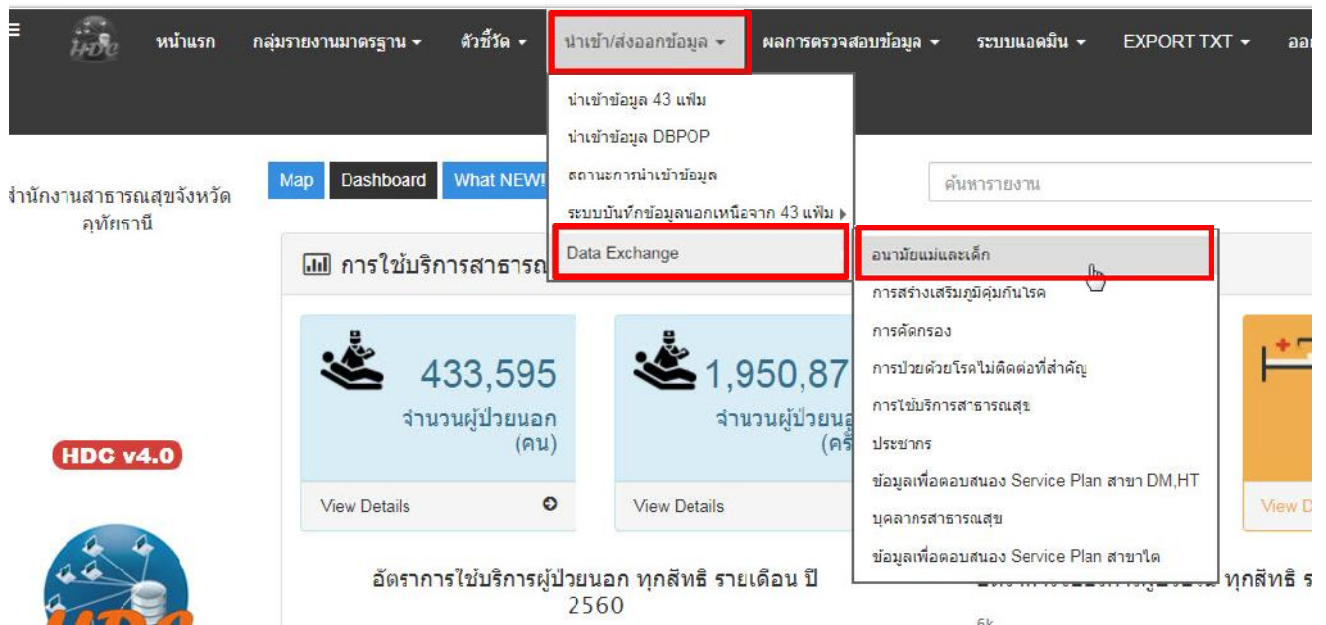 HDC
หน้าแรก
กลุ่มรายงานมาตรฐาน
ตัวชี้วัด
นำเข้า/ส่งออกข้อมูล
ผลการตรวจสอบข้อมูล
ระบบแอดมิน
EXPORT TXT
นำเข้าข้อมูล 43 แฟ้ม
นำเข้าข้อมูล DBPOP
สถานะการนำเข้าข้อมูล
ระบบบันทึกข้อมูลนอกเหนือจาก 43 แฟ้ม
Data Exchange
อนามัยแม่และเด็ก
การสร้างเสริมภูมิคุ้มกันโรค
การคัดกรอง
การป่วยด้วยโรคไม่ติดต่อที่สำคัญ
การใช้บริการสาธารณสุข
ประชากร
ข้อมูลเพื่อตอบสนอง Service Plan สาขา DM,HT
บุคลากรสาธารณสุข
ข้อมูลเพื่อตอบสนอง Service Plan สาขาไต
สำนักงานสาธารณสุขจังหวัด
อุทัยธานี
Map
Dashboard
What NEW!
ค้นหารายงาน
การใช้บริการสาธารณ
433,595
จำนวนผู้ป่วยนอก
(คน)
View Details
1,950,87
จำนวนผู้ป่วยนอ
(ครั้
View Details
HDC v4.0
อัตราการใช้บริการผู้ป่วยนอก ทุกสิทธิ รายเดือน ปี
2560
ทุกสิทธิ ร
HDC